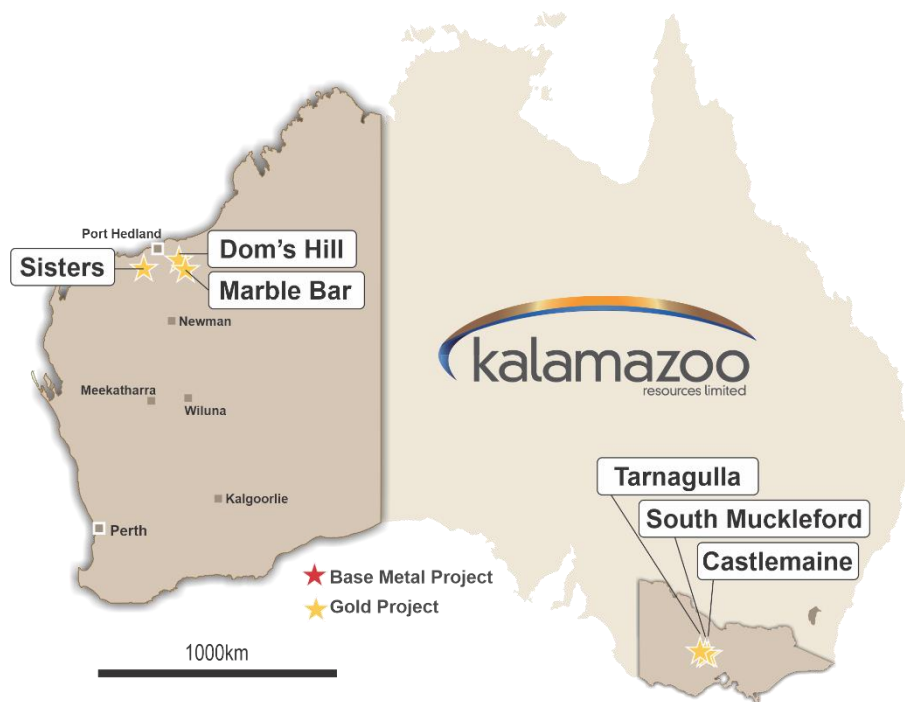 Port Hedland
Dom's Hill
Sisters
Marble Bar
Newman
kalamazoo
resources limited
Meekatharra
Wiluna
Tarnagulla
Kalgoorlie
South Muckleford
Perth
Castlemaine
Base Metal Project
Gold Project
1000km